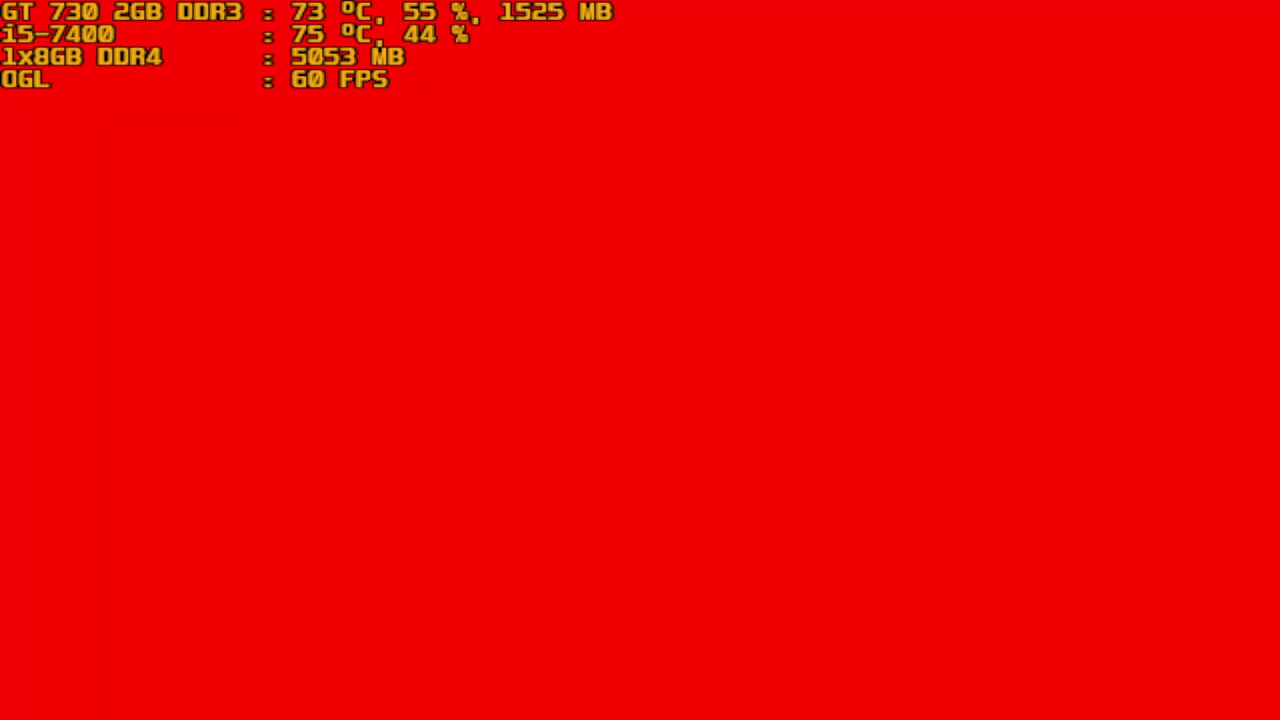 GT 730 2GB DDR3 : 73 ºC, 55 %, 1525 MB
i5-7400 : 75 ºC, 44 %
1x8GB DDR4 : 5053 MB
OGL : 60 FPS